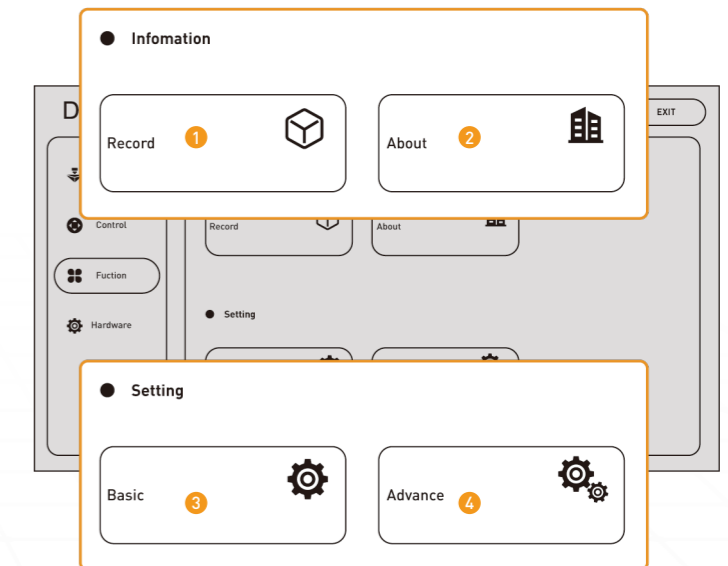 Infomation
Record 1
About 2
D
EXIT
Control
Record
About
Fuction
Hardware
Setting
Setting
Basic 3
Advance 4